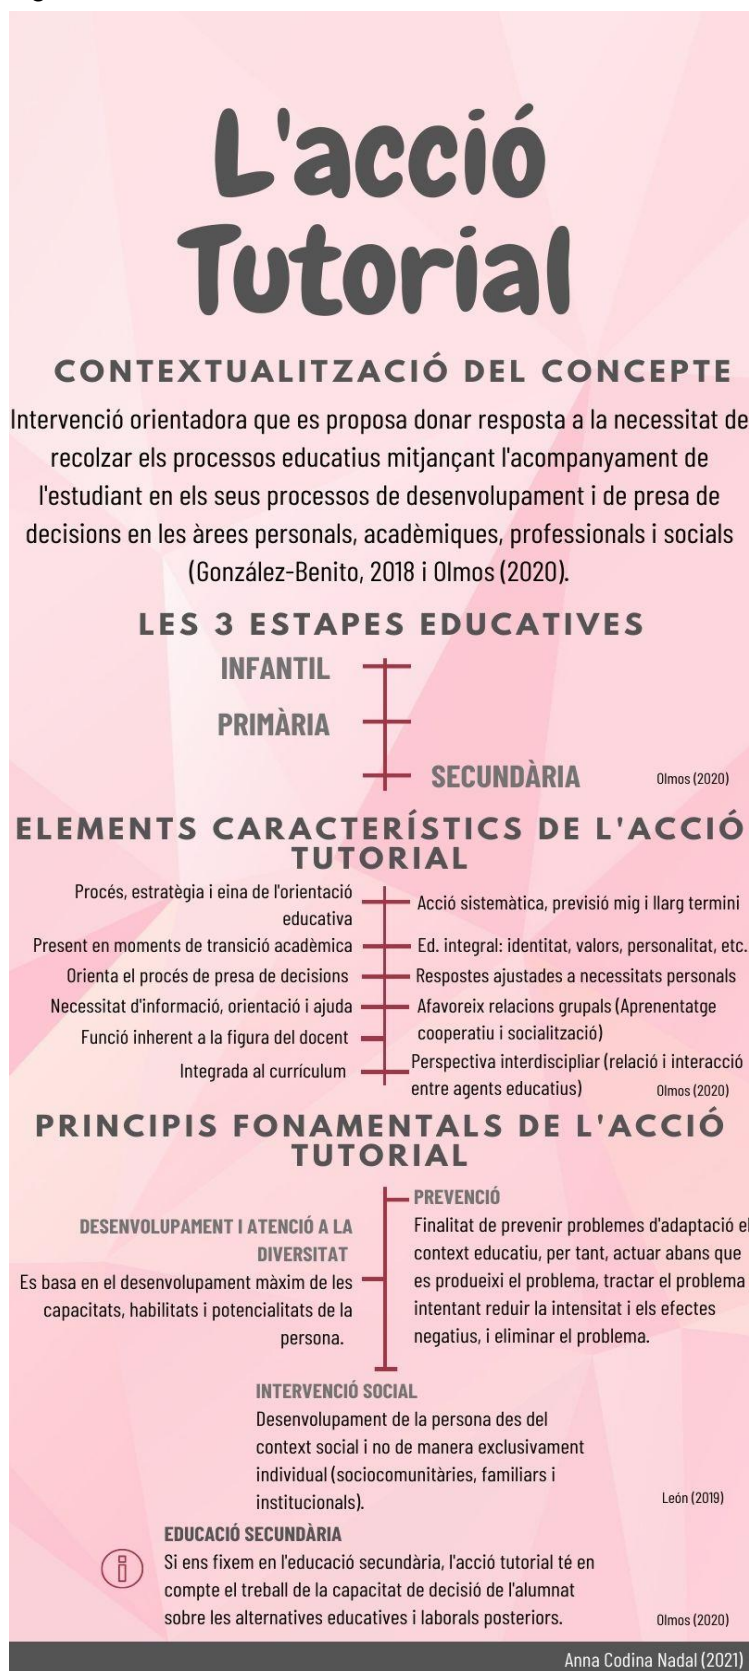 L'acció
Tutorial
CONTEXTUALITZACIÓ DEL CONCEPTE
Intervenció orientadora que es proposa donar resposta a la necessitat de
recolzar els processos educatius mitjançant l'acompanyament de
l'estudiant en els seus processos de desenvolupament i de presa de
decisions en les àrees personals, acadèmiques, professionals i socials
(González-Benito, 2018 i Olmos (2020).
LES 3 ESTAPES EDUCATIVES
INFANTIL
PRIMÀRIA
SECUNDÀRIA
Olmos (2020)
ELEMENTS CARACTERÍSTICS DE L'ACCIÓ
TUTORIAL
Procés, estratègia i eina de l'orientació
educativa
Present en moments de transició acadèmica
Orienta el procés de presa de decisions
Necessitat d'informació, orientació i ajuda
Funció inherent a la figura del docent
Integrada al currículum
Acció sistemàtica, previsió mig i llarg termini
Ed. integral: identitat, valors, personalitat, etc.
Respostes ajustades a necessitats personals
Afavoreix relacions grupals (Aprenentatge
cooperatiu i socialització)
Perspectiva interdiscipliar (relació i interacció
entre agents educatius)
Olmos (2020)
PRINCIPIS FONAMENTALS DE L'ACCIÓ
TUTORIAL
DESENVOLUPAMENT I ATENCIÓ A LA
DIVERSITAT
Es basa en el desenvolupament màxim de les
capacitats, habilitats i potencialitats de la
persona.
PREVENCIÓ
Finalitat de prevenir problemes d'adaptació el
context educatiu, per tant, actuar abans que
es produeixi el problema, tractar el problema
intentant reduir la intensitat i els efectes
negatius, i eliminar el problema.
INTERVENCIÓ SOCIAL
Desenvolupament de la persona des del
context social i no de manera exclusivament
individual (sociocomunitàries, familiars i
institucionals).
León (2019)
EDUCACIÓ SECUNDÀRIA
Si ens fixem en l'educació secundària, l'acció tutorial té en
compte el treball de la capacitat de decisió de l'alumnat
sobre les alternatives educatives i laborals posteriors.
Olmos (2020)
Anna Codina Nadal (2021)